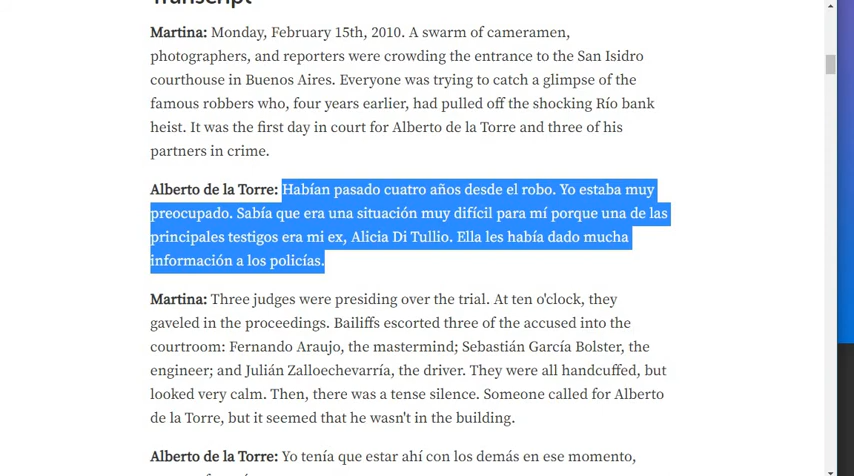 Martina: Monday, February 15th, 2010. A swarm of cameramen,
photographers, and reporters were crowding the entrance to the San Isidro
courthouse in Buenos Aires. Everyone was trying to catch a glimpse of the
famous robbers who, four years earlier, had pulled off the shocking Río bank
heist. It was the first day in court for Alberto de la Torre and three of his
partners in crime.
Alberto de la Torre: Habían pasado cuatro años desde el robo. Yo estaba muy
preocupado. Sabía que era una situación muy difícil para mí porque una de las
principales testigos era mi ex, Alicia Di Tullio. Ella les había dado mucha
información a los policías.
Martina: Three judges were presiding over the trial. At ten o'clock, they
gaveled in the proceedings. Bailiffs escorted three of the accused into the
courtroom: Fernando Araujo, the mastermind; Sebastián García Bolster, the
engineer; and Julián Zalloechevarría, the driver. They were all handcuffed, but
looked very calm. Then, there was a tense silence. Someone called for Alberto
de la Torre, but it seemed that he wasn't in the building.
Alberto de la Torre: Yo tenía que estar ahí con los demás en ese momento,